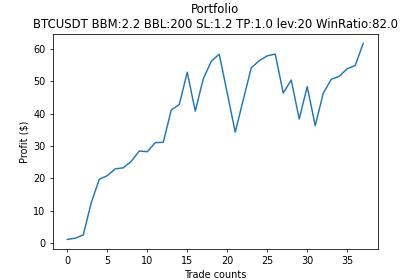 Portfolio
BTCUSDT BBM:2.2 BBL:200 SL:1.2 TP:1.0 lev:20 WinRatio:82.0
60
50
40
30
20
10
0
Profit ($)
0 5 10 15 20 25 30 35
Trade counts